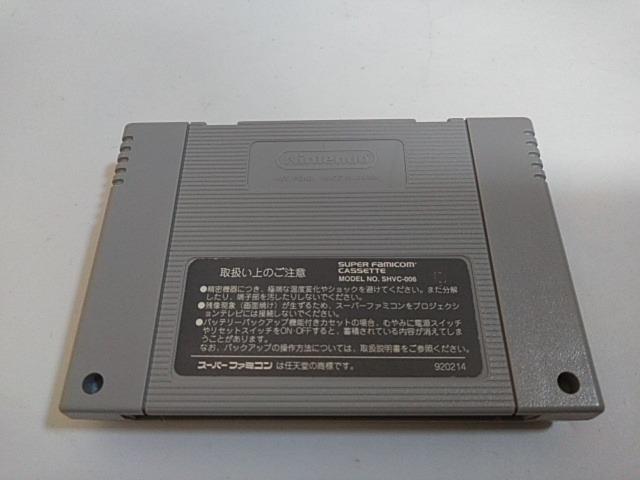 Nintendo
取扱い上のご注意
SUPER FAMICOM
CASSETTE
MODEL NO. SHVC-006
●精密機器につき、極端な温度変化やショックを避けてください。また分解
したり、端子部を汚したりしないでください。
●残像現象（画面焼け）が生ずるため、スーパーファミコンをプロジェクシ
ョンテレビには接続しないでください。
●バッテリーバックアップ機能付きカセットの場合、むやみに電源スイッチ
やリセットスイッチをON・OFFすると、蓄積されている内容が消えてしま
うことがあります。
なお、バックアップの操作方法については、取扱説明書をご参照ください。
スーパーファミコンは任天堂の商標です。
920214